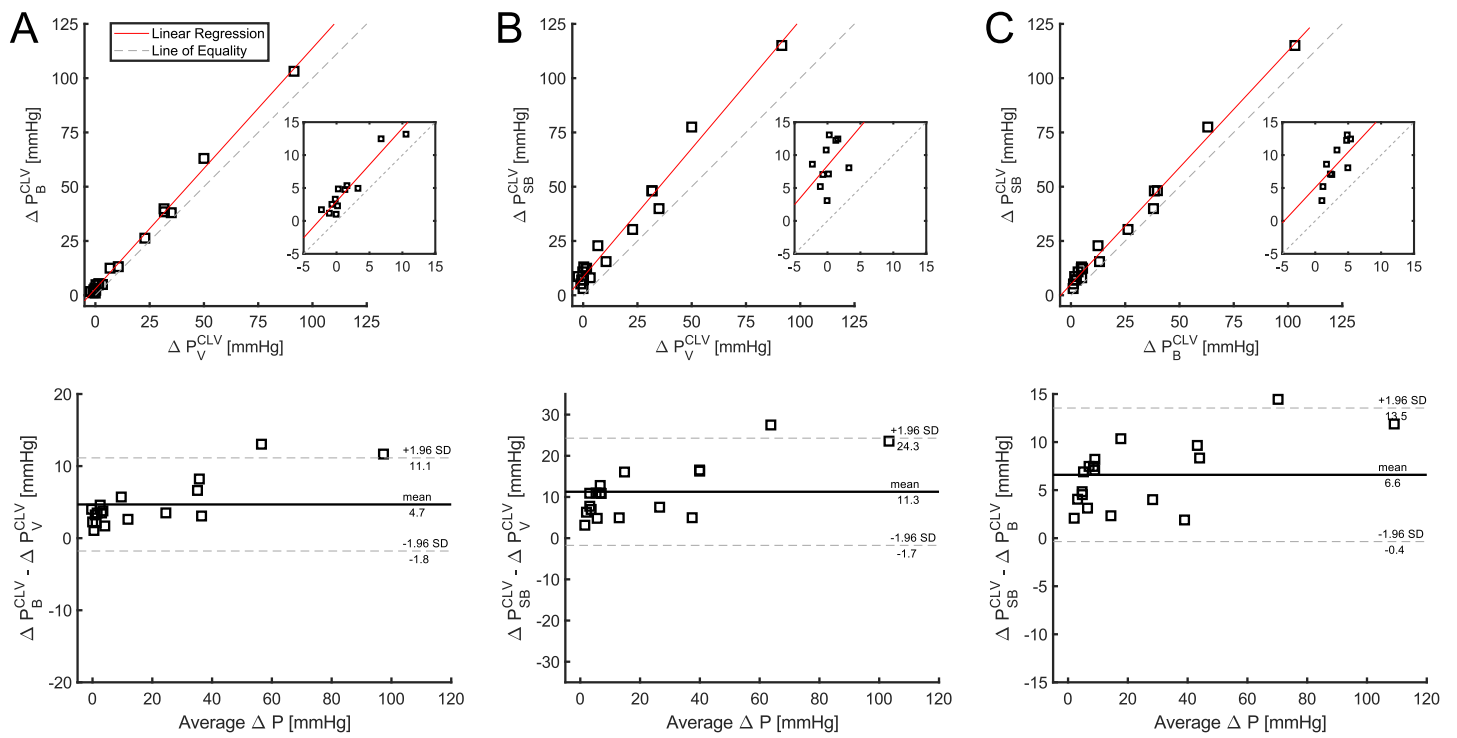 A
125
100
75
50
25
0
Δ P_B^CLV [mmHg]
Linear Regression
Line of Equality
15
10
5
0
-5
-5 0 5 10 15
0 25 50 75 100 125
Δ P_V^CLV [mmHg]
B
125
100
75
50
25
0
Δ P_SB^CLV [mmHg]
15
10
5
0
-5
-5 0 5 10 15
0 25 50 75 100 125
Δ P_V^CLV [mmHg]
C
125
100
75
50
25
0
Δ P_SB^CLV [mmHg]
15
10
5
0
-5
-5 0 5 10 15
0 25 50 75 100 125
Δ P_B^CLV [mmHg]
20
10
0
-10
-20
Δ P_B^CLV - Δ P_V^CLV [mmHg]
+1.96 SD
11.1
mean
4.7
-1.96 SD
-1.8
0 20 40 60 80 100 120
Average Δ P [mmHg]
30
20
10
0
-10
-20
-30
Δ P_SB^CLV - Δ P_V^CLV [mmHg]
+1.96 SD
24.3
mean
11.3
-1.96 SD
-1.7
0 20 40 60 80 100 120
Average Δ P [mmHg]
15
10
5
0
-5
-10
-15
Δ P_SB^CLV - Δ P_B^CLV [mmHg]
+1.96 SD
13.5
mean
6.6
-1.96 SD
-0.4
0 20 40 60 80 100 120
Average Δ P [mmHg]